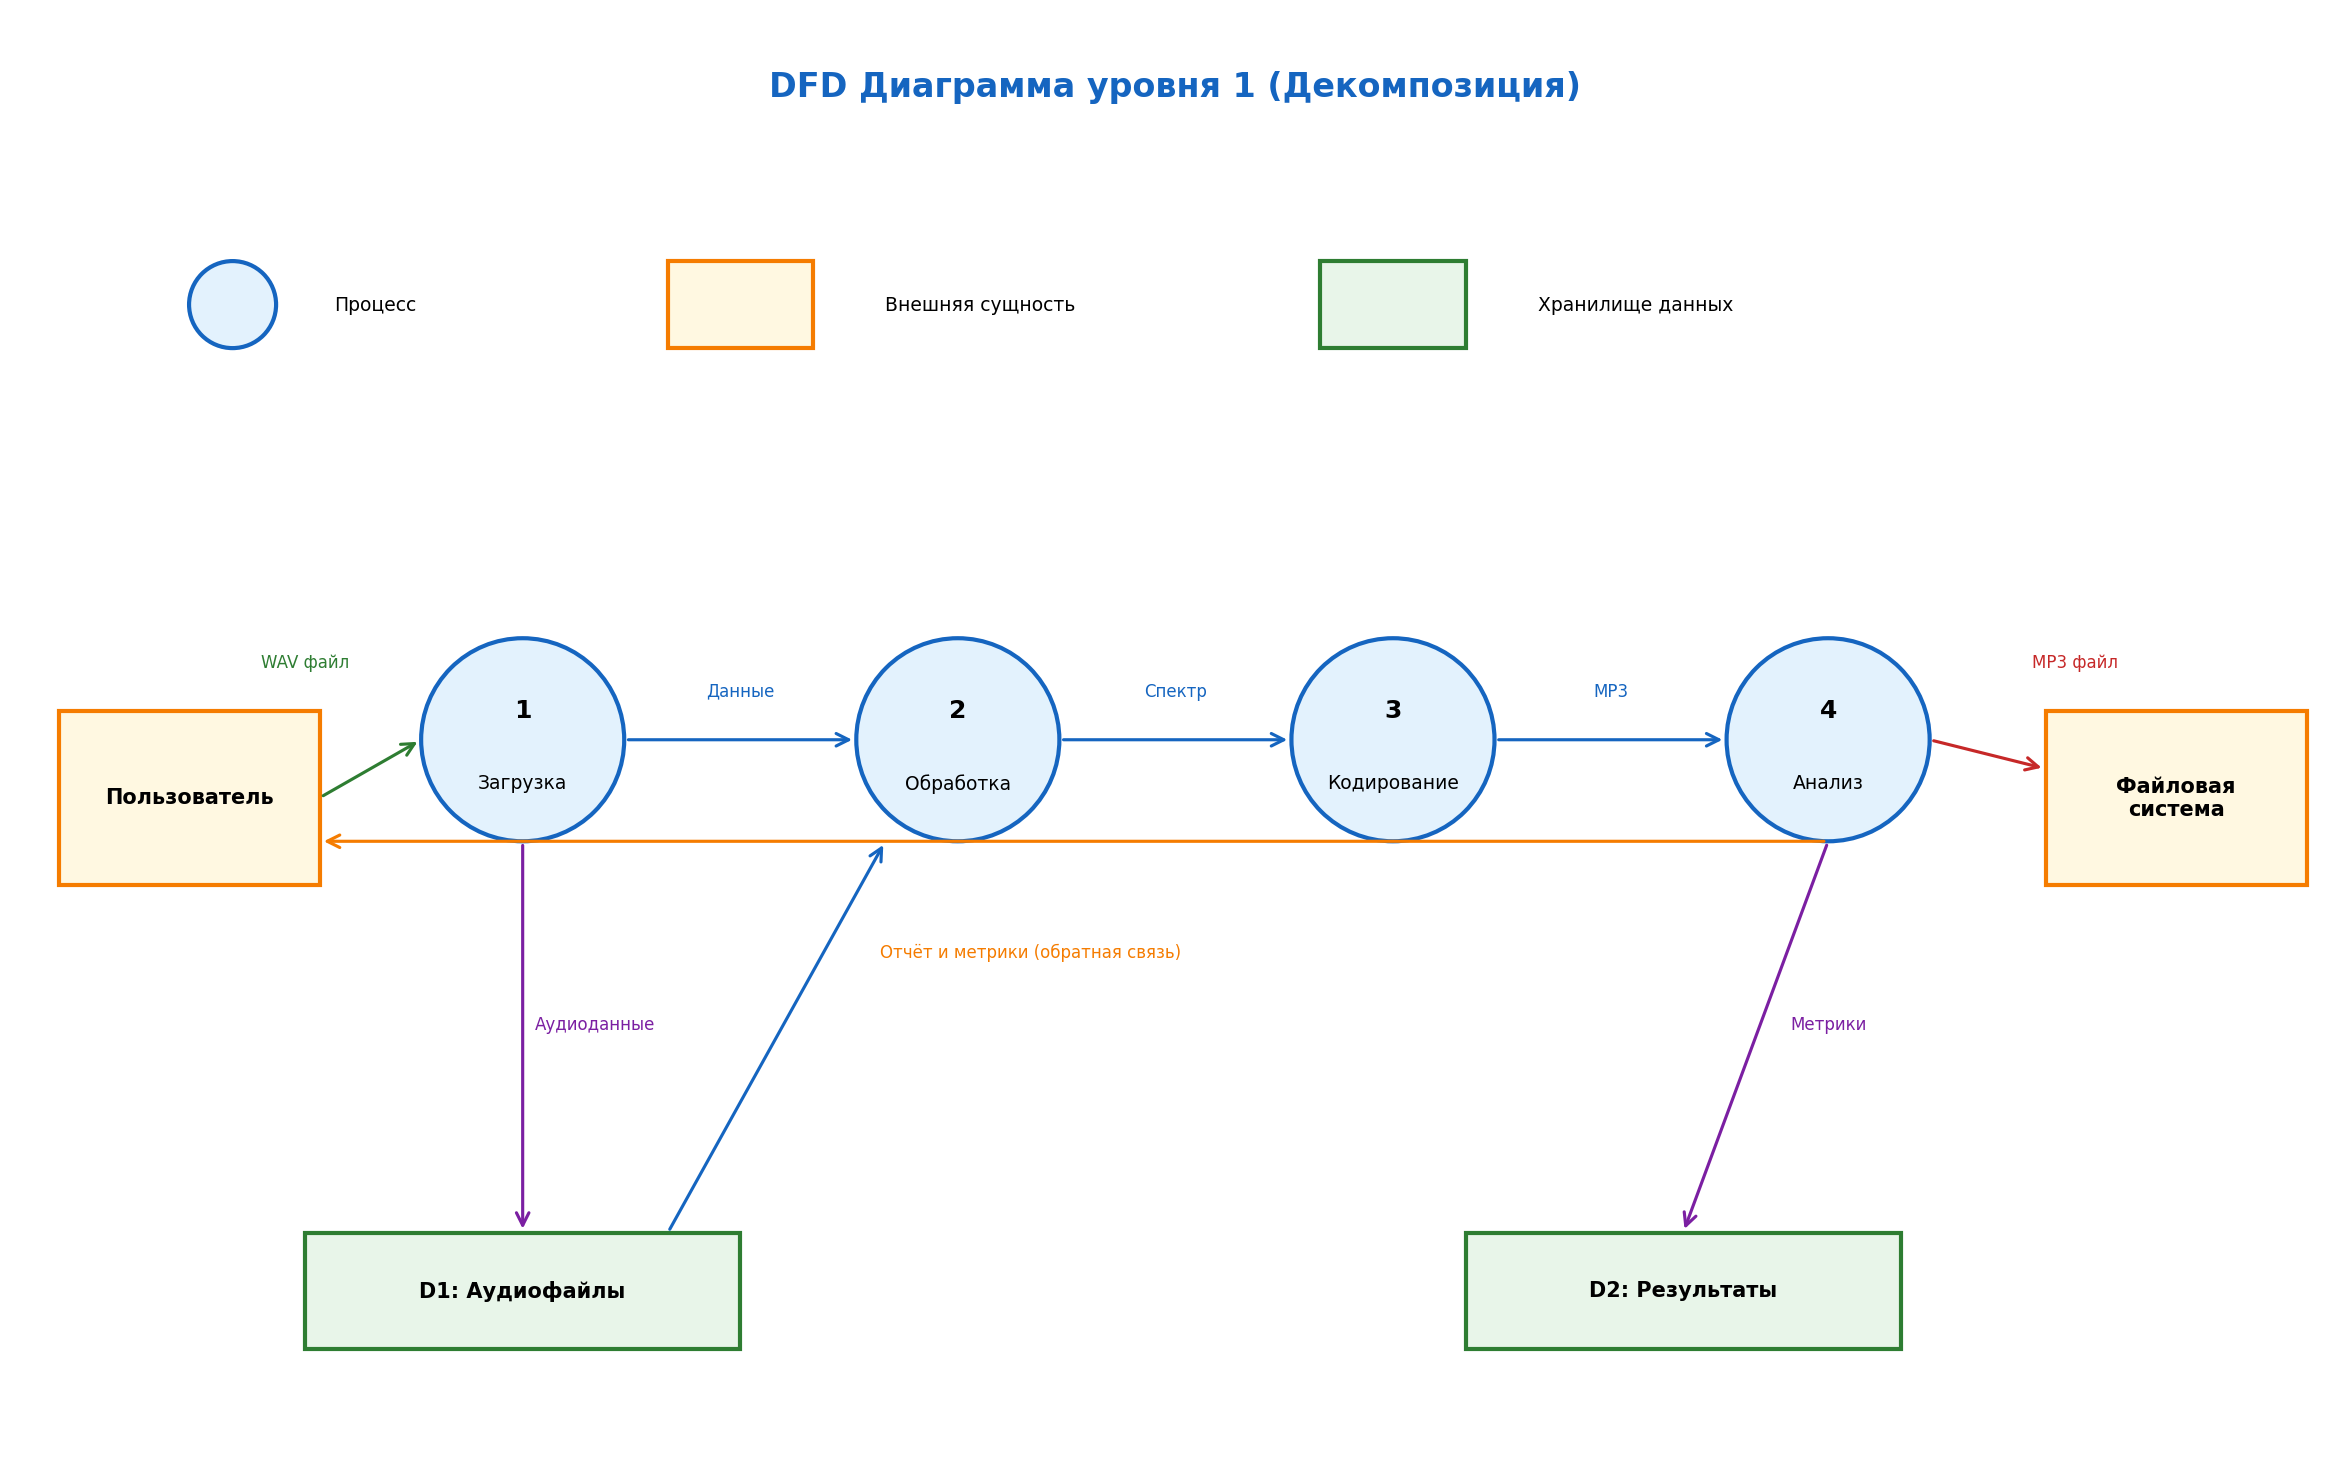 DFD Диаграмма уровня 1 (Декомпозиция)
Процесс
Внешняя сущность
Хранилище данных
WAV файл
MP3 файл
Данные
Спектр
MP3
1
2
3
4
Загрузка
Обработка
Кодирование
Анализ
Пользователь
Файловая
система
Отчёт и метрики (обратная связь)
Аудиоданные
Метрики
D1: Аудиофайлы
D2: Результаты